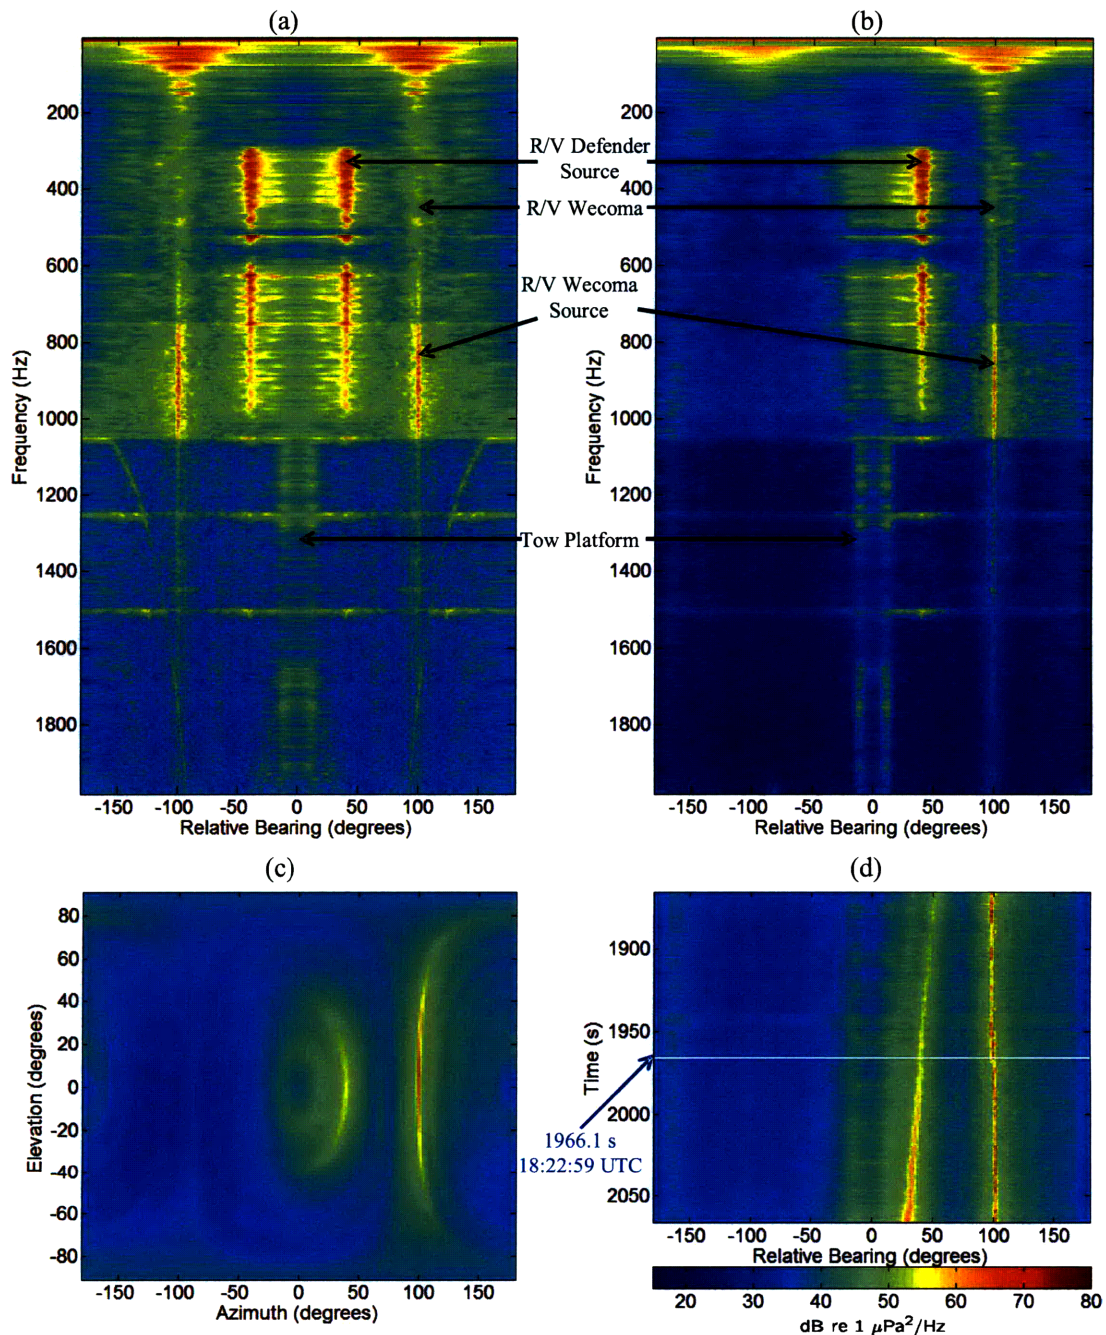 (a)
(b)
200
400
600
800
1000
1200
1400
1600
1800
Frequency (Hz)
-150 -100 -50 0 50 100 150
Relative Bearing (degrees)
R/V Defender
Source
R/V Wecoma
R/V Wecoma
Source
Tow Platform
200
400
600
800
1000
1200
1400
1600
1800
Frequency (Hz)
-150 -100 -50 0 50 100 150
Relative Bearing (degrees)
(c)
(d)
80
60
40
20
0
-20
-40
-60
-80
Elevation (degrees)
-150 -100 -50 0 50 100 150
Azimuth (degrees)
1966.1 s
18:22:59 UTC
1900
1950
2000
2050
Time (s)
-150 -100 -50 0 50 100 150
Relative Bearing (degrees)
20 30 40 50 60 70 80
dB re 1 μPa²/Hz